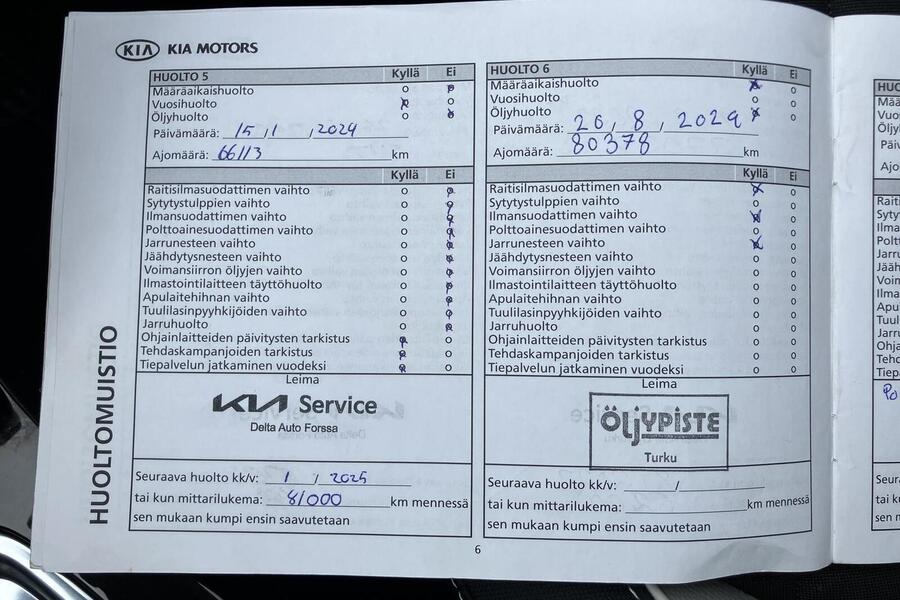 KIA KIA MOTORS
HUOLTOMUISTIO
HUOLTO 5 Kyllä Ei
Määräaikaishuolto
Vuosihuolto
Öljyhuolto
Päivämäärä: 15 / 1 / 2024
Ajomäärä: 66113 km
Kyllä Ei
Raitisilmasuodattimen vaihto
Sytytystulppien vaihto
Ilmansuodattimen vaihto
Polttoainesuodattimen vaihto
Jarrunesteen vaihto
Jäähdytysnesteen vaihto
Voimansiirron öljyjen vaihto
Ilmastointilaitteen täyttöhuolto
Apulaitehihnan vaihto
Tuulilasinpyyhkijöiden vaihto
Jarruhuolto
Ohjainlaitteiden päivitysten tarkistus
Tehdaskampanjoiden tarkistus
Tiepalvelun jatkaminen vuodeksi
Leima
KIA Service
Delta Auto Forssa
Seuraava huolto kk/v: 1 / 2025
tai kun mittarilukema: 81000 km mennessä
sen mukaan kumpi ensin saavutetaan
HUOLTO 6 Kyllä Ei
Määräaikaishuolto
Vuosihuolto
Öljyhuolto
Päivämäärä: 20 / 8 / 2024
Ajomäärä: 80378 km
Kyllä Ei
Raitisilmasuodattimen vaihto
Sytytystulppien vaihto
Ilmansuodattimen vaihto
Polttoainesuodattimen vaihto
Jarrunesteen vaihto
Jäähdytysnesteen vaihto
Voimansiirron öljyjen vaihto
Ilmastointilaitteen täyttöhuolto
Apulaitehihnan vaihto
Tuulilasinpyyhkijöiden vaihto
Jarruhuolto
Ohjainlaitteiden päivitysten tarkistus
Tehdaskampanjoiden tarkistus
Tiepalvelun jatkaminen vuodeksi
Leima
ÖljyPISTE
Turku
Seuraava huolto kk/v: /
tai kun mittarilukema: km mennessä
sen mukaan kumpi ensin saavutetaan
6